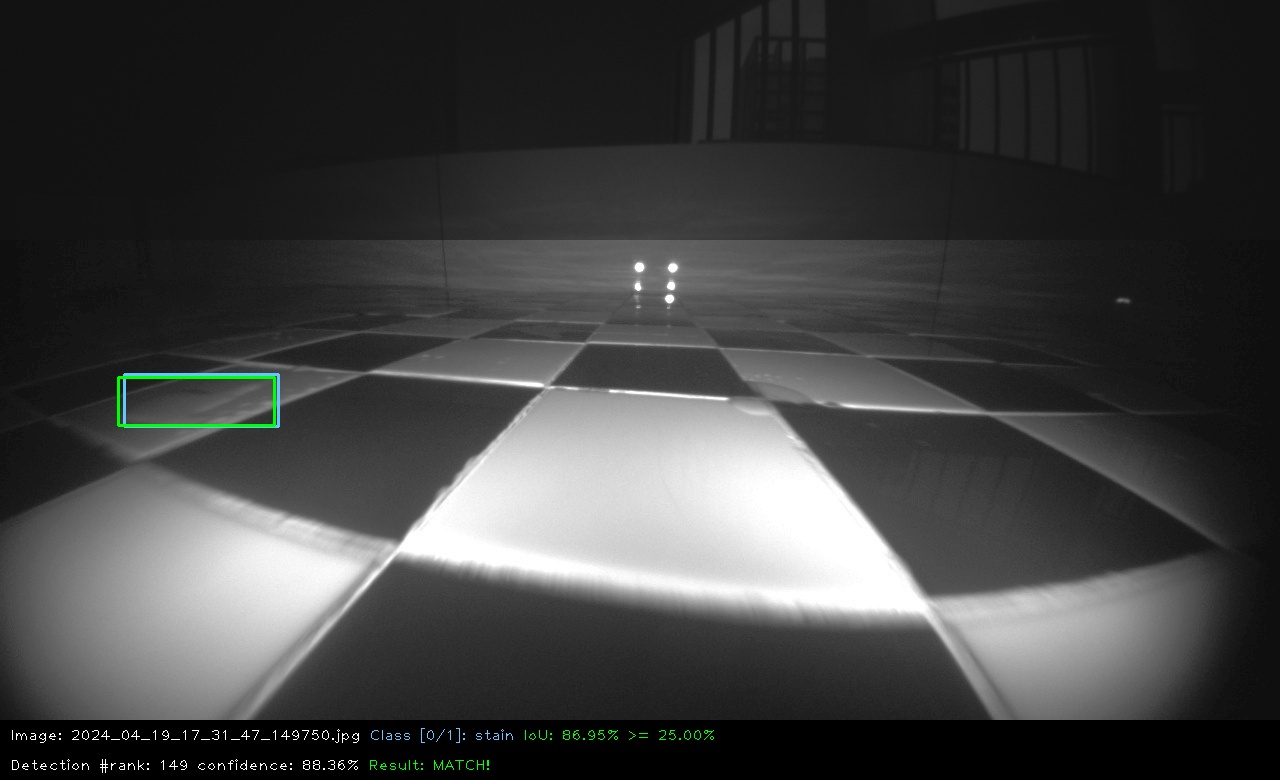 Image: 2024_04_19_17_31_47_149750.jpg Class [0/1]: stain IoU: 86.95% >= 25.00%
Detection #rank: 149 confidence: 88.36% Result: MATCH!